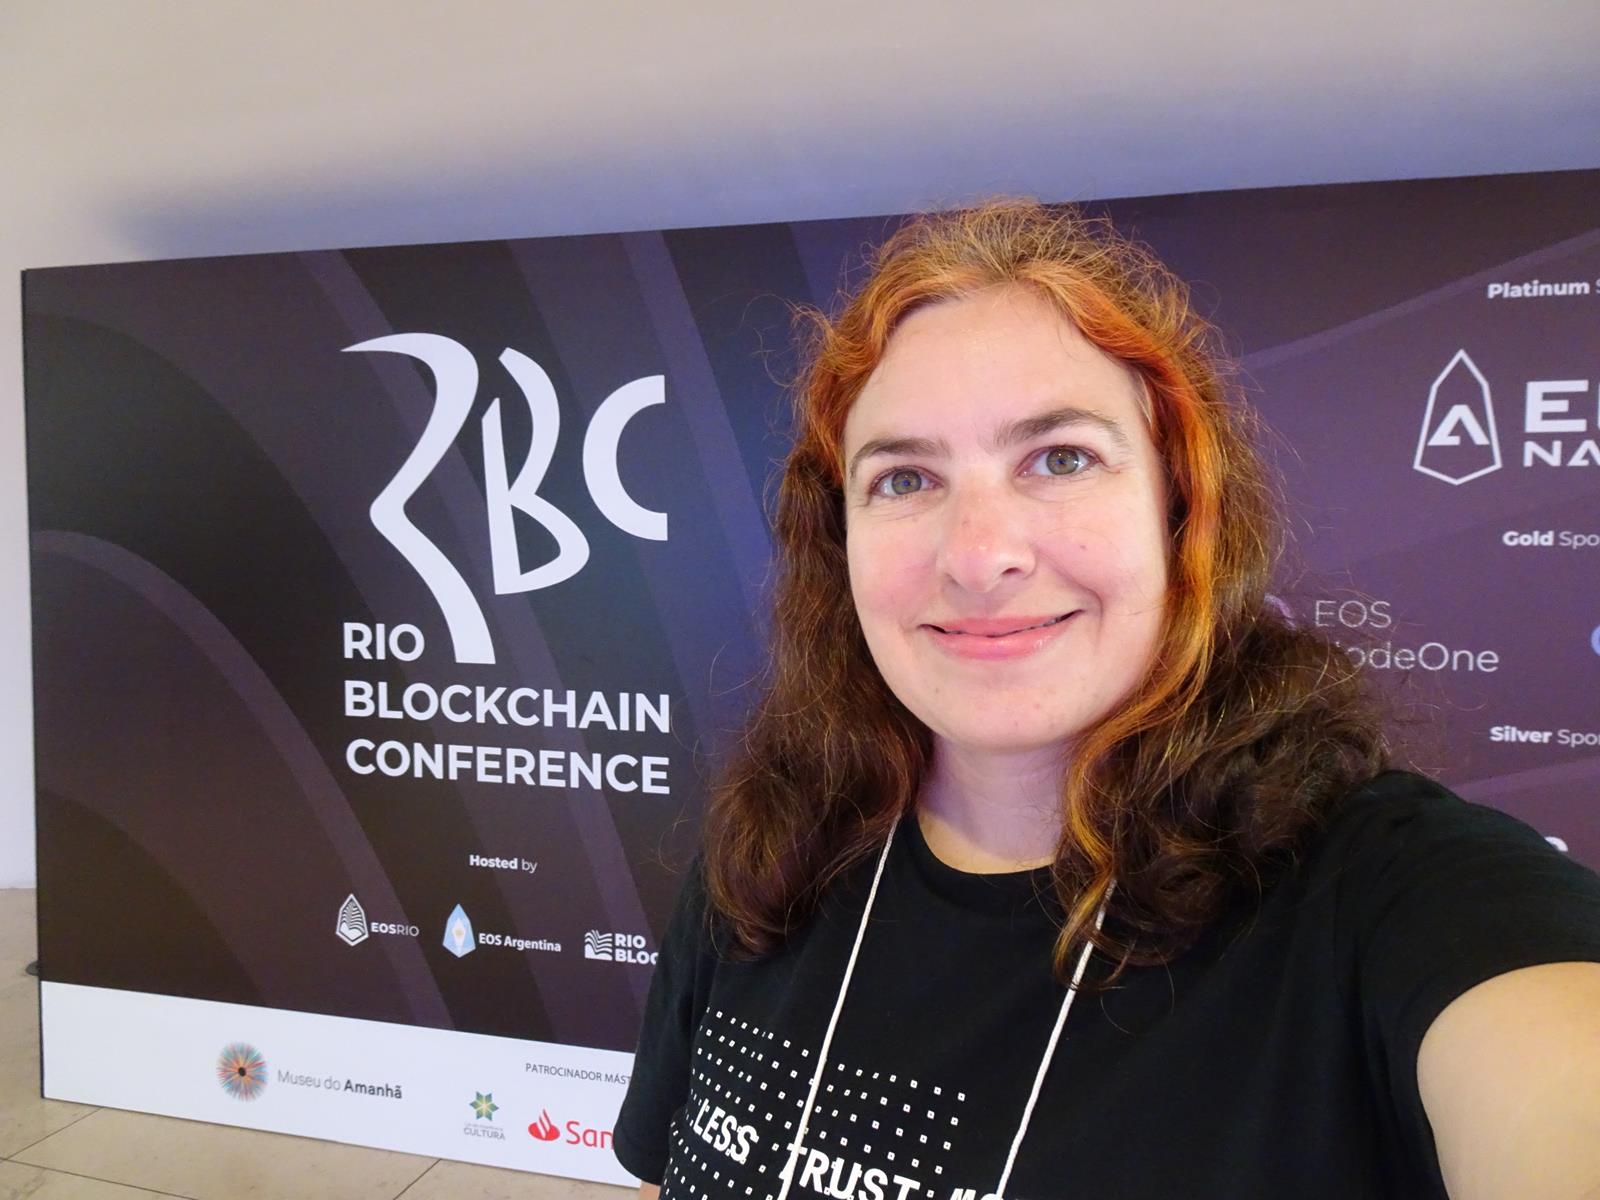 RBC
RIO
BLOCKCHAIN
CONFERENCE
Hosted by
EOSRIO
EOS Argentina
RIO
Museu do Amanhã
PATROCINADOR
CULTURA
Platinum
NA
Gold
EOS
Silver
LESS TRUST